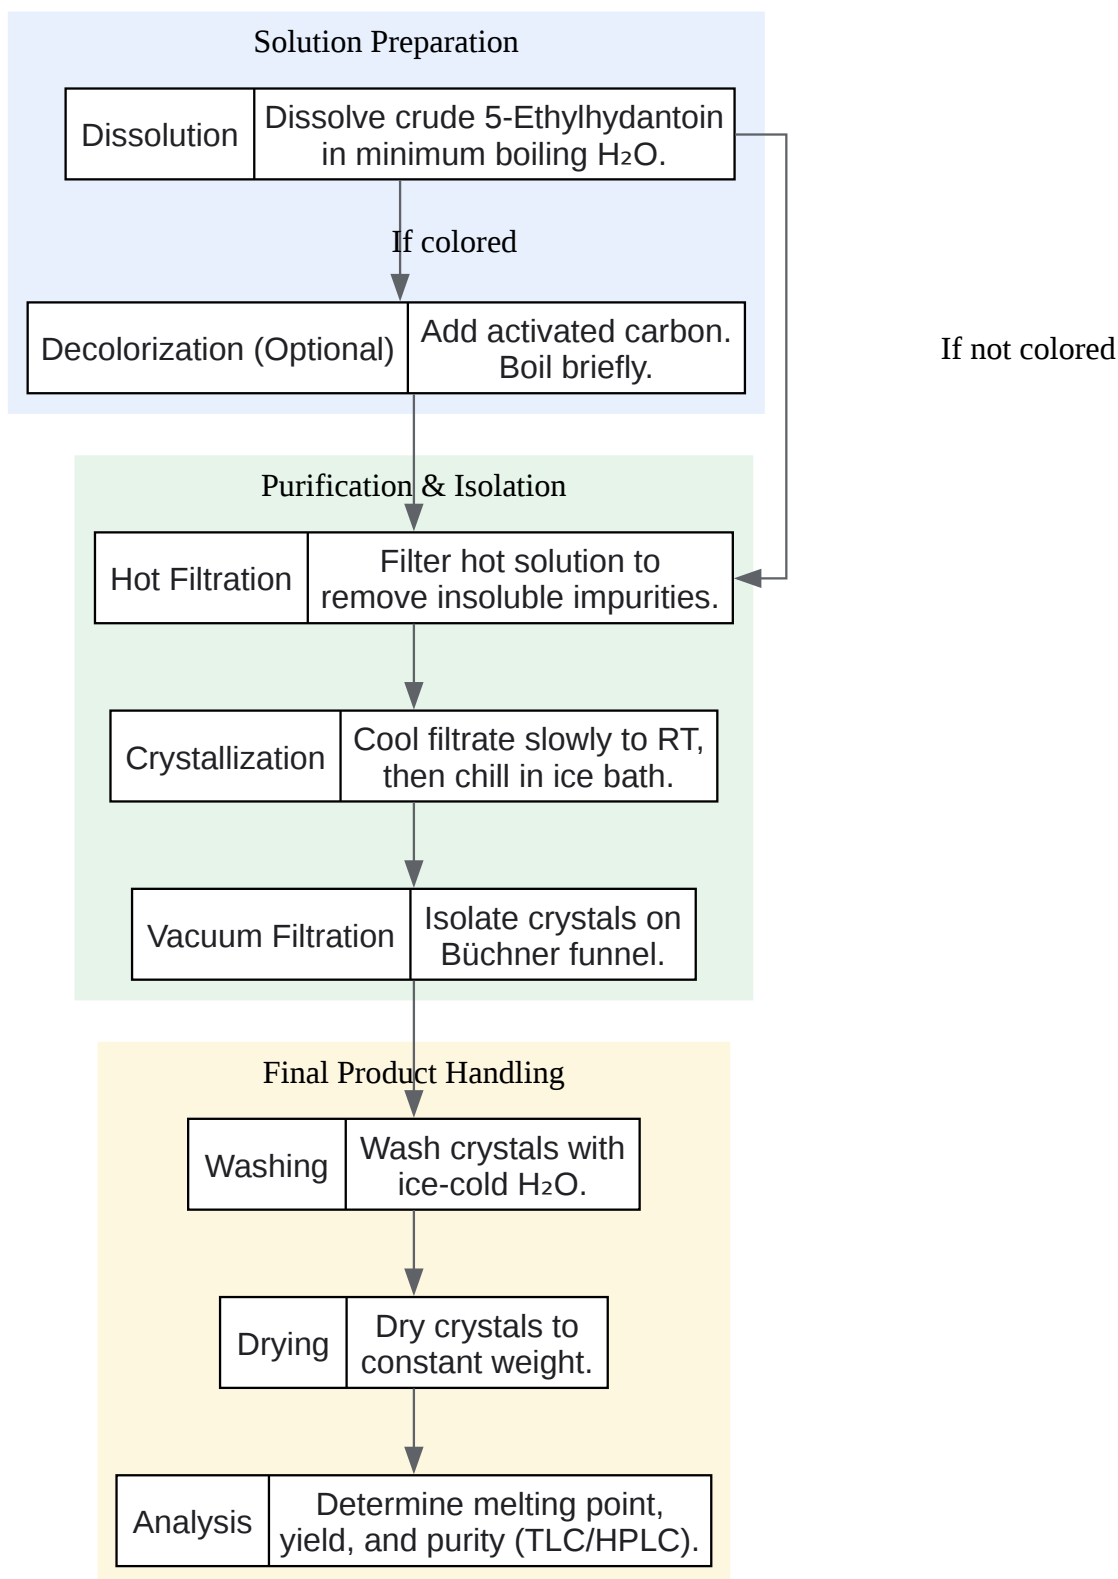 Solution Preparation
Dissolution
Dissolve crude 5-Ethylhydantoin
in minimum boiling H₂O.
If colored
Decolorization (Optional)
Add activated carbon.
Boil briefly.
If not colored
Purification & Isolation
Hot Filtration
Filter hot solution to
remove insoluble impurities.
Crystallization
Cool filtrate slowly to RT,
then chill in ice bath.
Vacuum Filtration
Isolate crystals on
Büchner funnel.
Final Product Handling
Washing
Wash crystals with
ice-cold H₂O.
Drying
Dry crystals to
constant weight.
Analysis
Determine melting point,
yield, and purity (TLC/HPLC).